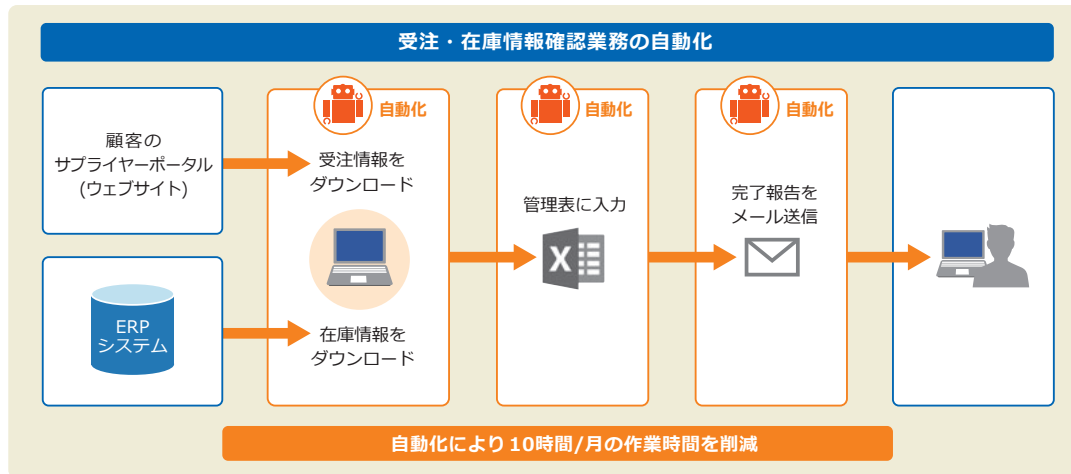 受注・在庫情報確認業務の自動化
顧客の
サプライヤーポータル
(ウェブサイト)
ERP
システム
自動化
受注情報を
ダウンロード
在庫情報を
ダウンロード
自動化
管理表に入力
X
自動化
完了報告を
メール送信
自動化により10時間/月の作業時間を削減